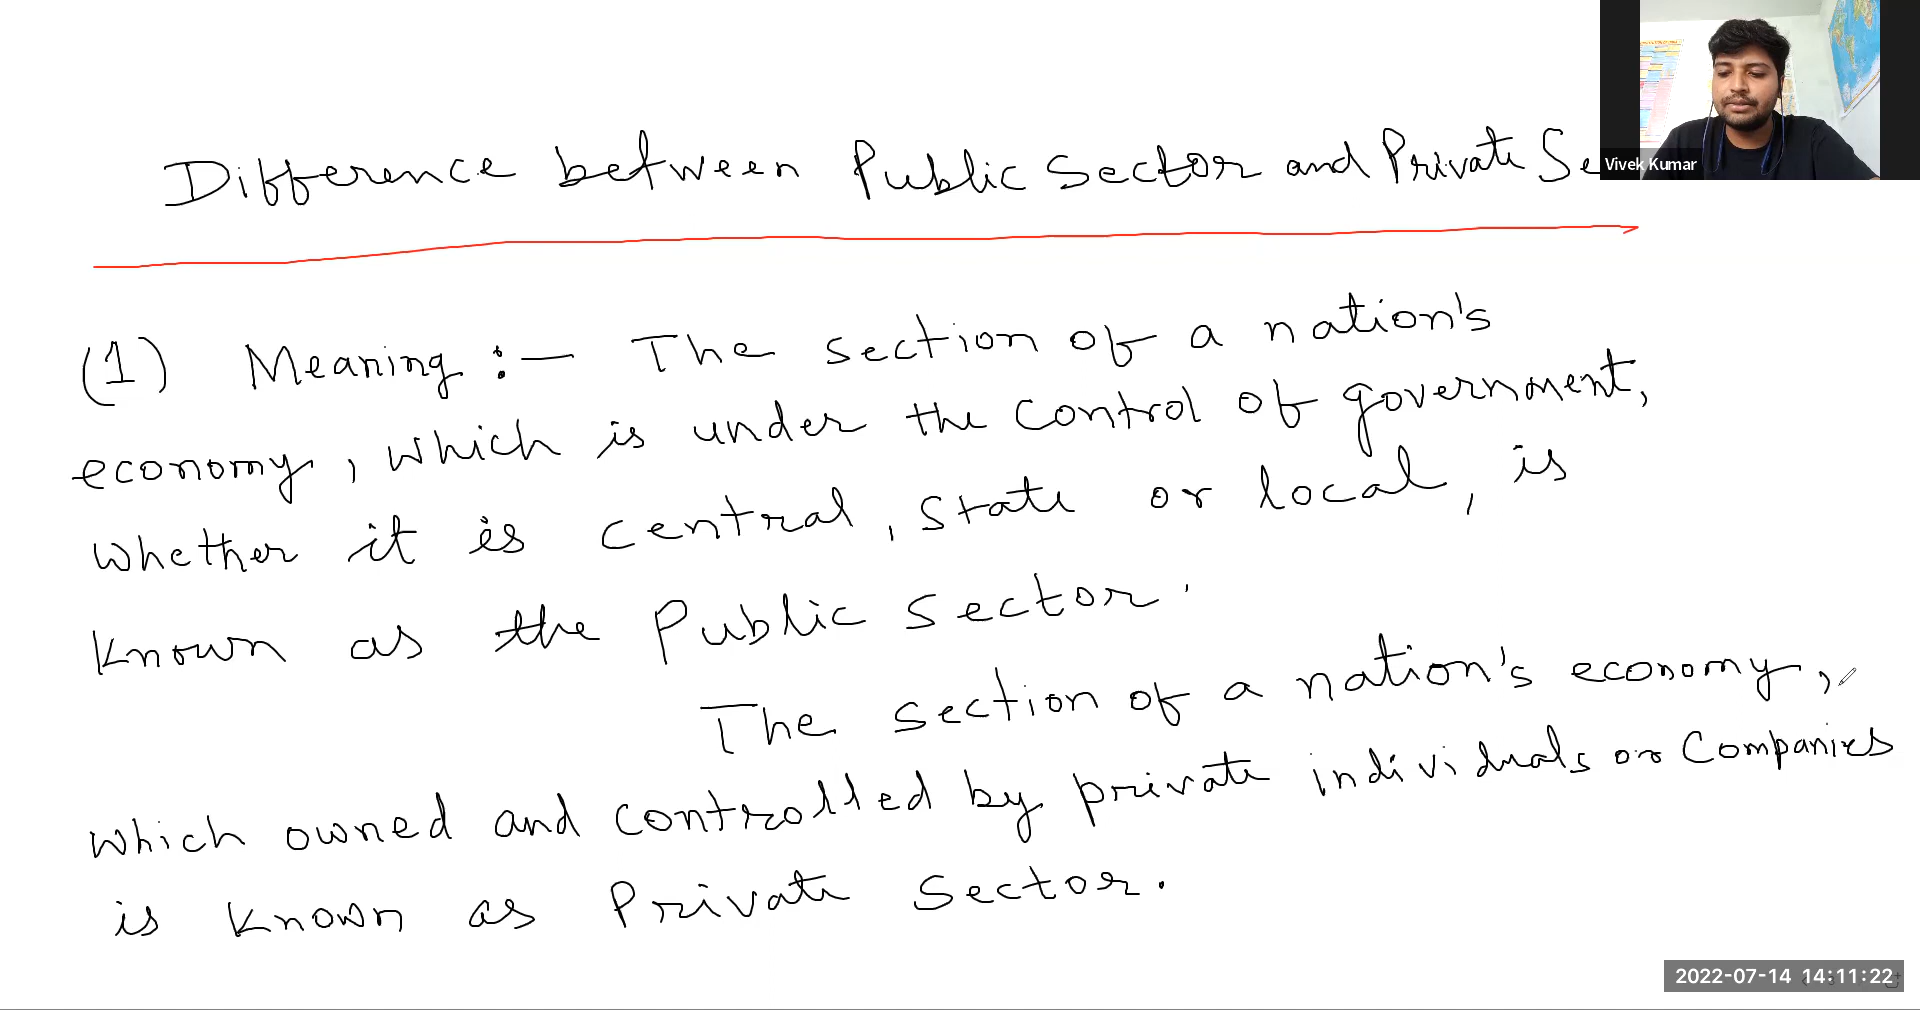 Difference between Public Sector and Private Se
Vivek Kumar
(1) Meaning :- The section of a nation's
economy, which is under the control of government,
whether it is central, state or local, is
known as the Public Sector.
The section of a nation's economy,
which owned and controlled by private individuals or Companies
is known as Private Sector.
2022-07-14 14:11:22